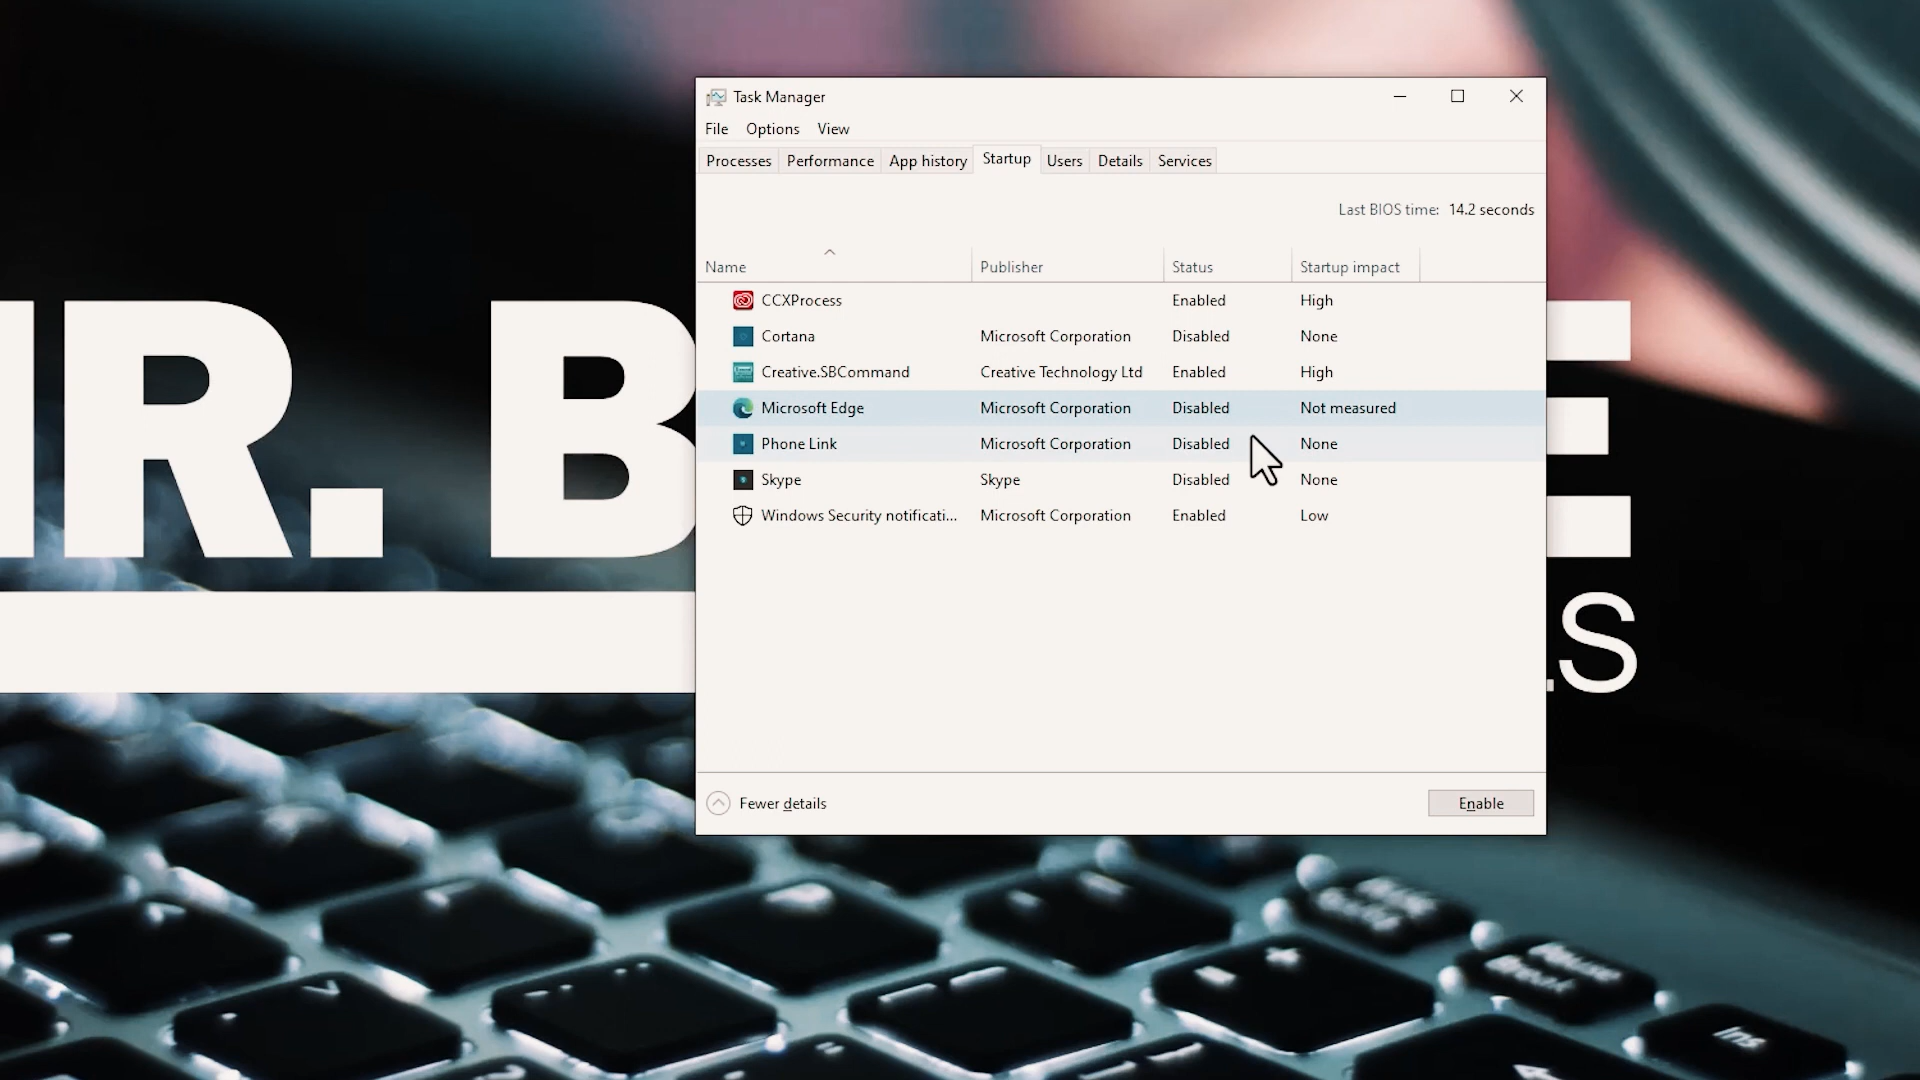 Task Manager
File Options View
Processes Performance App history Startup Users Details Services
Last BIOS time: 14.2 seconds
Name Publisher Status Startup impact
CCXProcess Enabled High
Cortana Microsoft Corporation Disabled None
Creative.SBCommand Creative Technology Ltd Enabled High
Microsoft Edge Microsoft Corporation Disabled Not measured
Phone Link Microsoft Corporation Disabled None
Skype Skype Disabled None
Windows Security notificati... Microsoft Corporation Enabled Low
Fewer details Enable
R. B
S
Pause
Break
Ins